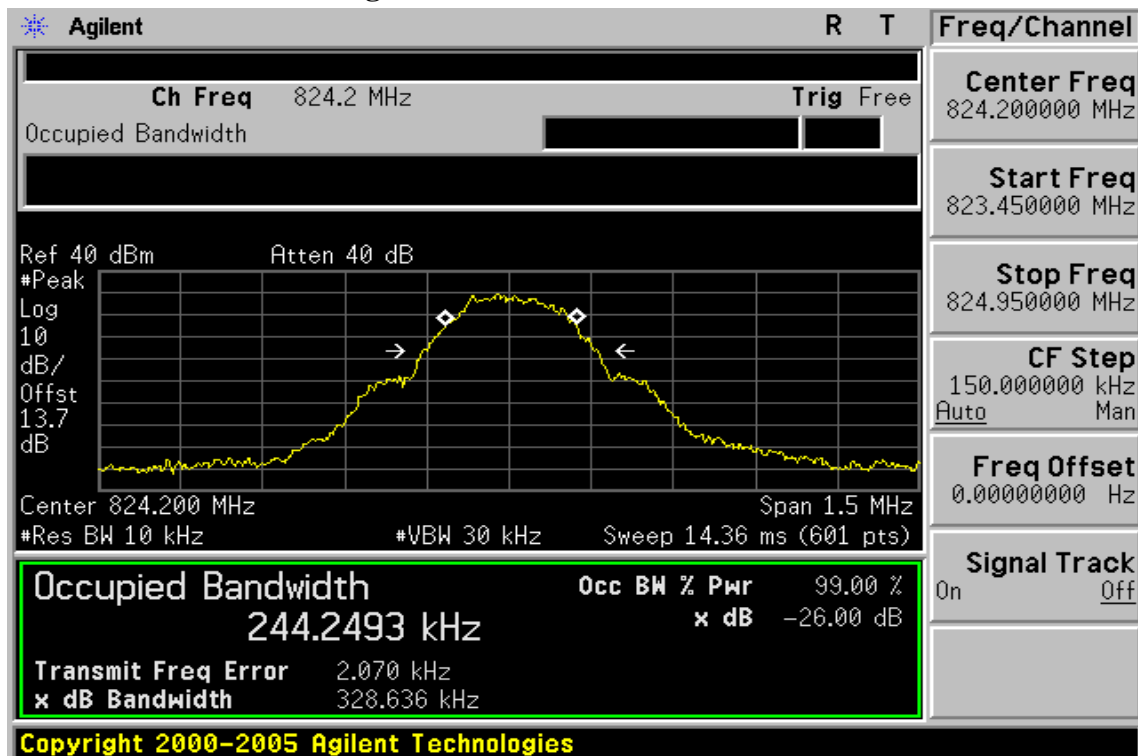 Agilent R T
Ch Freq 824.2 MHz Trig Free
Occupied Bandwidth
Ref 40 dBm Atten 40 dB
#Peak
Log
10
dB/
Offst
13.7
dB
Center 824.200 MHz Span 1.5 MHz
#Res BW 10 kHz #VBW 30 kHz Sweep 14.36 ms (601 pts)
Occupied Bandwidth
244.2493 kHz
Occ BW % Pwr 99.00 %
x dB -26.00 dB
Transmit Freq Error 2.070 kHz
x dB Bandwidth 328.636 kHz
Copyright 2000-2005 Agilent Technologies
Freq/Channel
Center Freq
824.200000 MHz
Start Freq
823.450000 MHz
Stop Freq
824.950000 MHz
CF Step
150.000000 kHz
Auto Man
Freq Offset
0.00000000 Hz
Signal Track
On Off